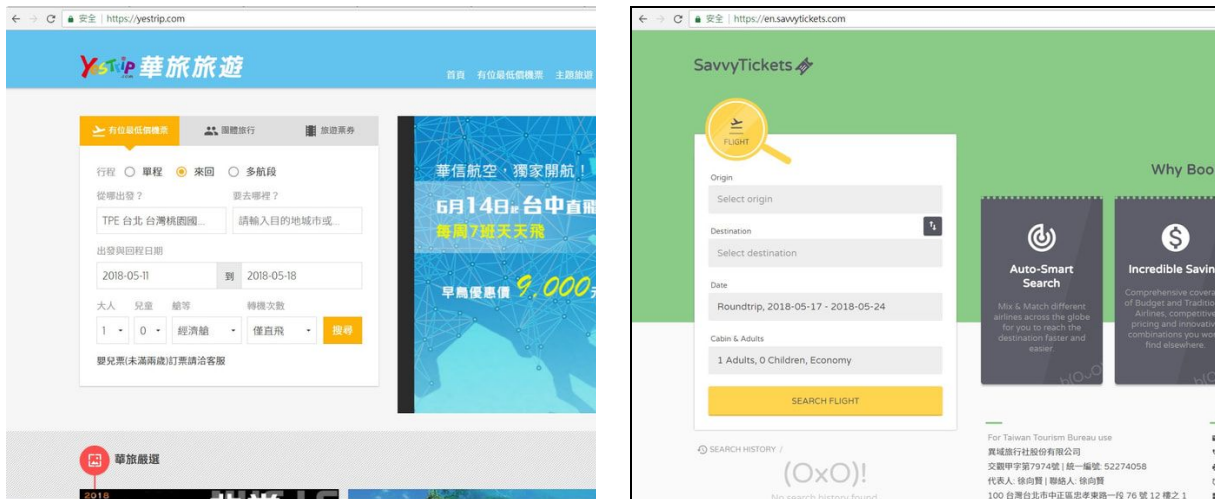 安全 | https://yestrip.com
YesTrip .com 華旅旅遊
首頁 有位最低價機票 主題旅遊
有位最低價機票 團體旅行 旅遊票券
行程 單程 來回 多航段
從哪出發？ 要去哪裡？
TPE 台北 台灣桃園國... 請輸入目的地城市或...
出發與回程日期
2018-05-11 到 2018-05-18
大人 兒童 艙等 轉機次數
1 0 經濟艙 僅直飛 搜尋
嬰兒票(未滿兩歲)訂票請洽客服
華信航空，獨家開航！
6月14日起 台中直飛
每周7班天天飛
早鳥優惠價 9,000
華旅嚴選
2018
安全 | https://en.savvytickets.com
SavvyTickets
FLIGHT
Origin
Select origin
Destination
Select destination
Date
Roundtrip, 2018-05-17 - 2018-05-24
Cabin & Adults
1 Adults, 0 Children, Economy
SEARCH FLIGHT
SEARCH HISTORY /
(OxO)!
No search history found
Why Boo
Auto-Smart
Search
Mix & Match different
airlines across the globe
for you to reach the
destination faster and
easier.
Incredible Savin
Comprehensive covera
of Budget and Traditio
Airlines, competitive
pricing and innovativ
combinations you wo
find elsewhere.
For Taiwan Tourism Bureau use
異域旅行社股份有限公司
交觀甲字第7974號 | 統一編號: 52274058
代表人: 徐向賢 | 聯絡人: 徐向賢
100 台灣台北市中正區忠孝東路一段 76 號 12 樓之 1